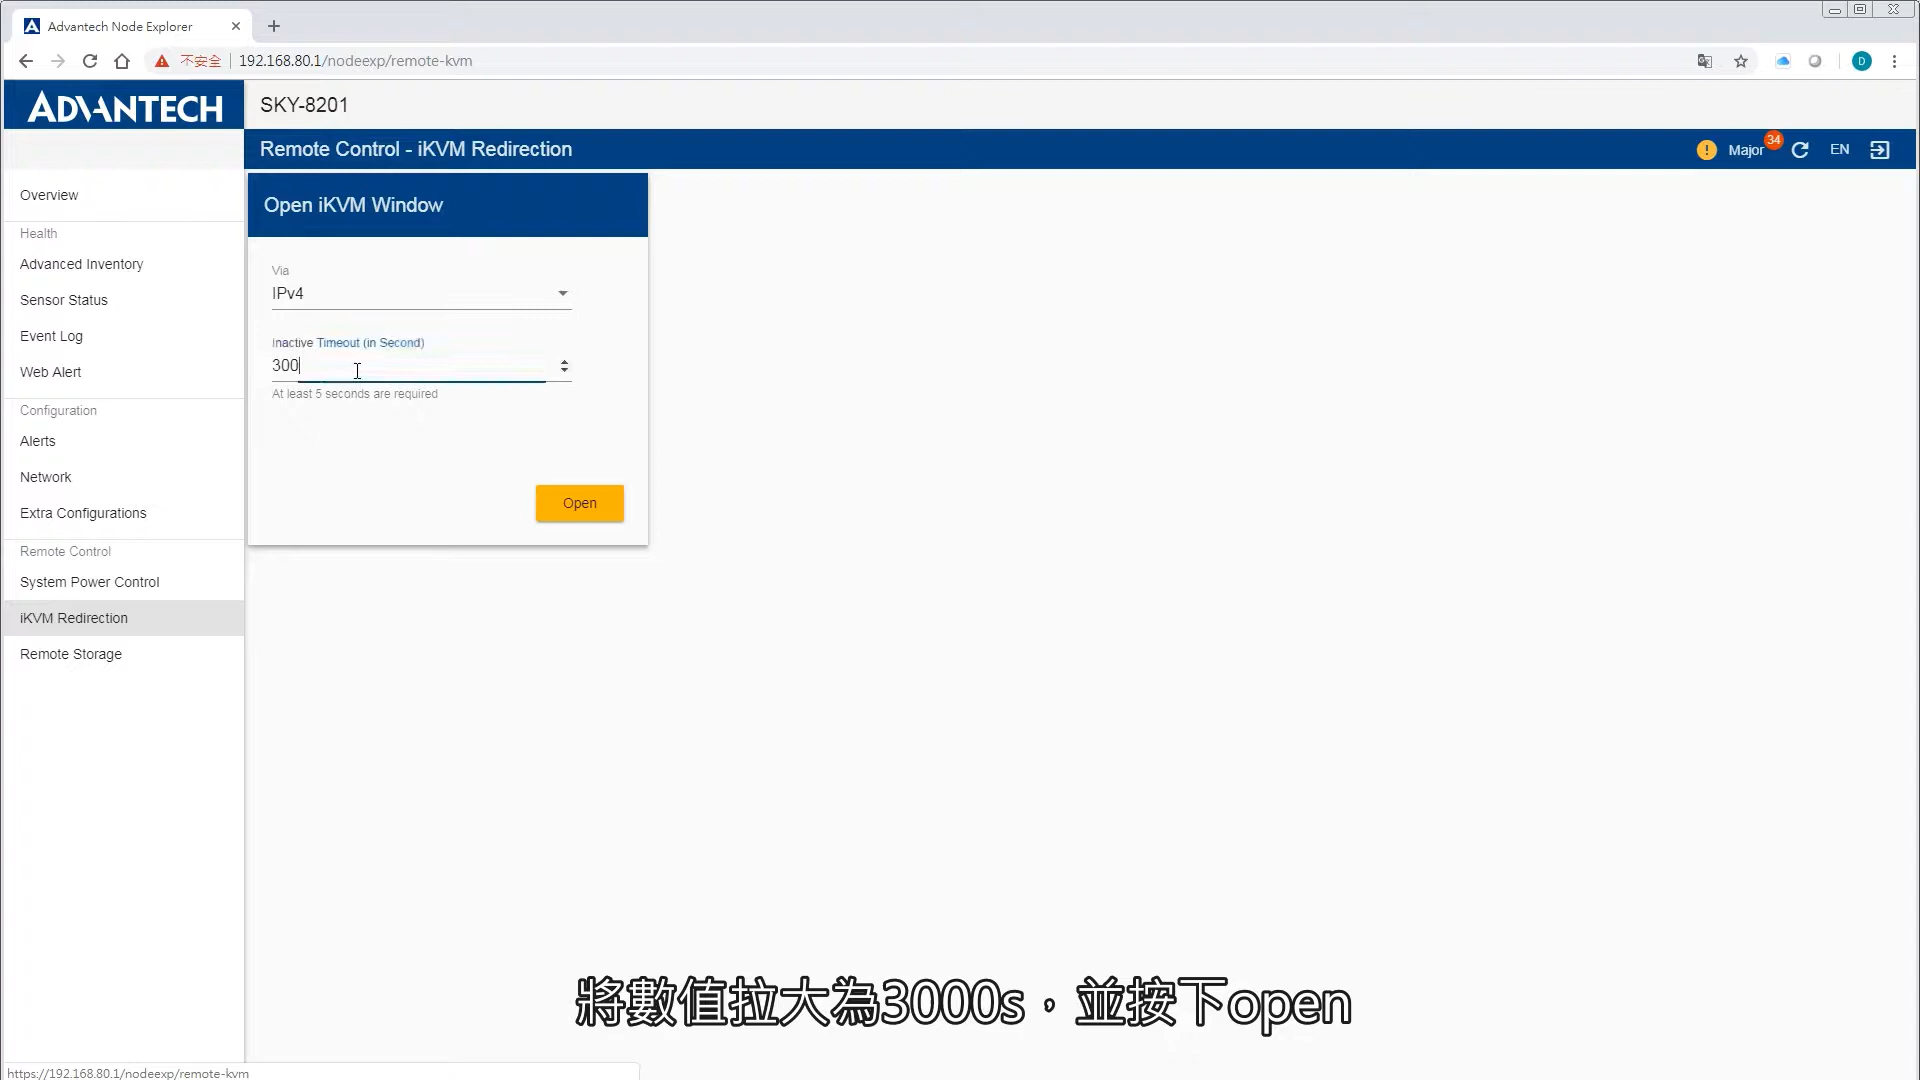 Advantech Node Explorer
不安全
192.168.80.1/nodeexp/remote-kvm
D
ADVANTECH
SKY-8201
Remote Control - iKVM Redirection
Major
34
EN
Overview
Health
Advanced Inventory
Sensor Status
Event Log
Web Alert
Configuration
Alerts
Network
Extra Configurations
Remote Control
System Power Control
iKVM Redirection
Remote Storage
Open iKVM Window
Via
IPv4
Inactive Timeout (in Second)
300
At least 5 seconds are required
Open
將數值拉大為3000s，並按下open
https://192.168.80.1/nodeexp/remote-kvm